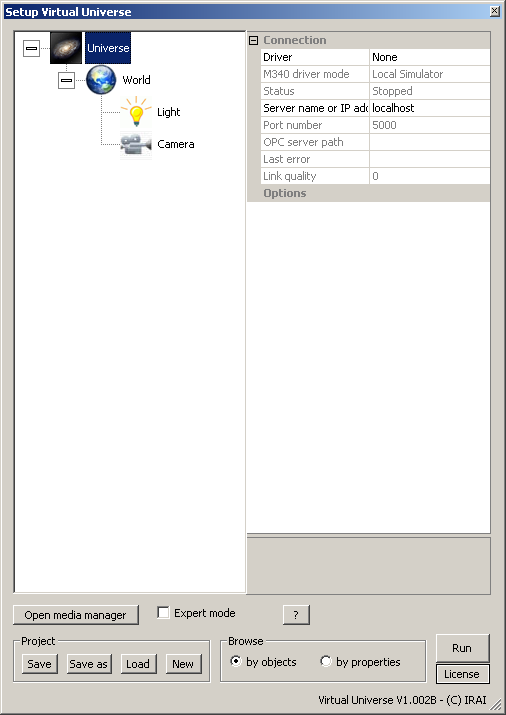 Setup Virtual Universe
Universe
World
Light
Camera
Connection
Driver None
M340 driver mode Local Simulator
Status Stopped
Server name or IP add localhost
Port number 5000
OPC server path
Last error
Link quality 0
Options
Open media manager Expert mode ?
Project Browse
Save Save as Load New by objects by properties Run
License
Virtual Universe V1.002B - (C) IRAI